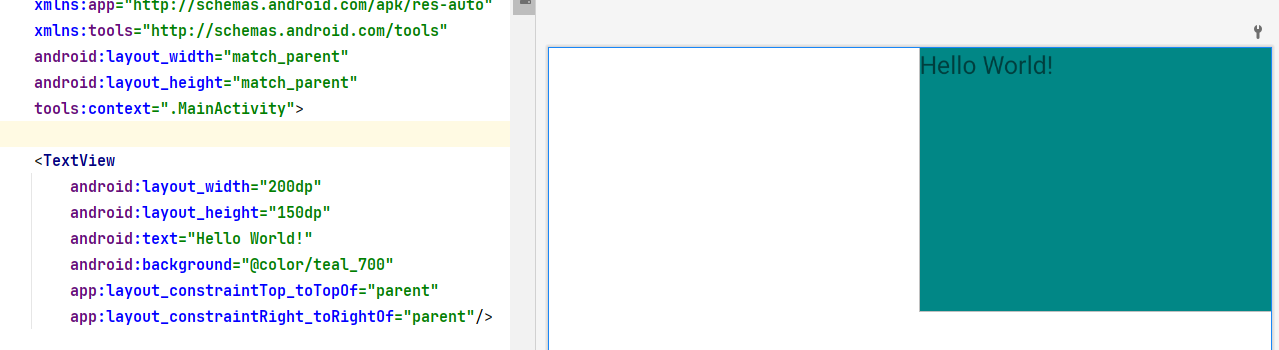 xmlns:app="http://schemas.android.com/apk/res-auto"
xmlns:tools="http://schemas.android.com/tools"
android:layout_width="match_parent"
android:layout_height="match_parent"
tools:context=".MainActivity">
<TextView
android:layout_width="200dp"
android:layout_height="150dp"
android:text="Hello World!"
android:background="@color/teal_700"
app:layout_constraintTop_toTopOf="parent"
app:layout_constraintRight_toRightOf="parent"/>
Hello World!